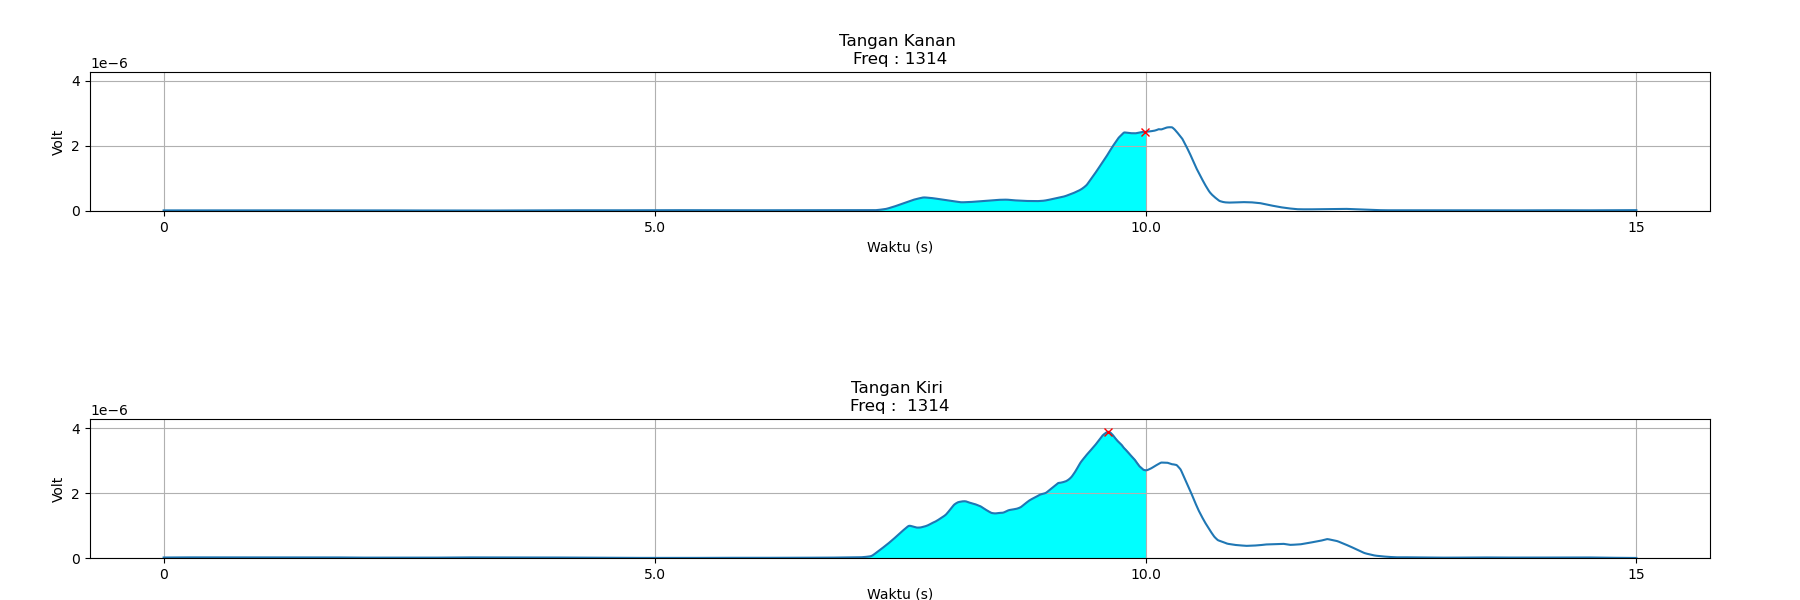 Tangan Kanan
Freq : 1314
1e−6
4
2
0
Volt
0 5.0 10.0 15
Waktu (s)
Tangan Kiri
Freq :  1314
1e−6
4
2
0
Volt
0 5.0 10.0 15
Waktu (s)